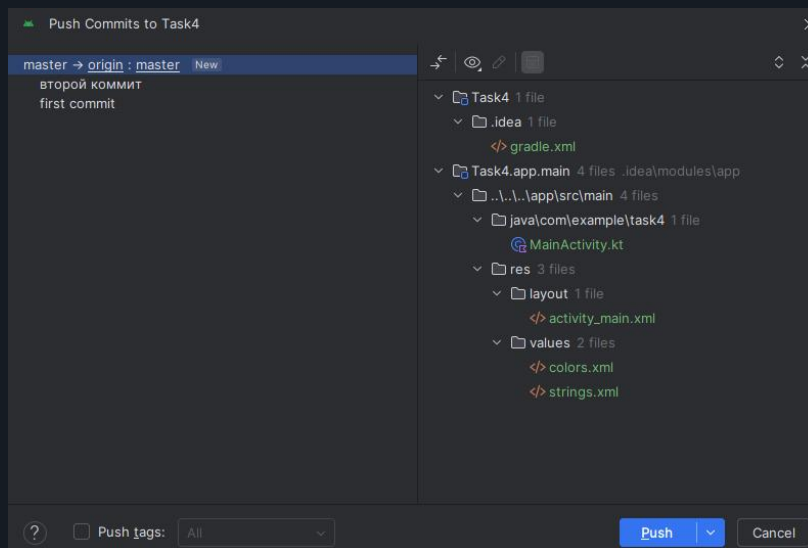 Push Commits to Task4
master → origin : master New
второй коммит
first commit
Task4 1 file
.idea 1 file
gradle.xml
Task4.app.main 4 files .idea\modules\app
..\..\..\app\src\main 4 files
java\com\example\task4 1 file
MainActivity.kt
res 3 files
layout 1 file
activity_main.xml
values 2 files
colors.xml
strings.xml
? Push tags: All Push Cancel